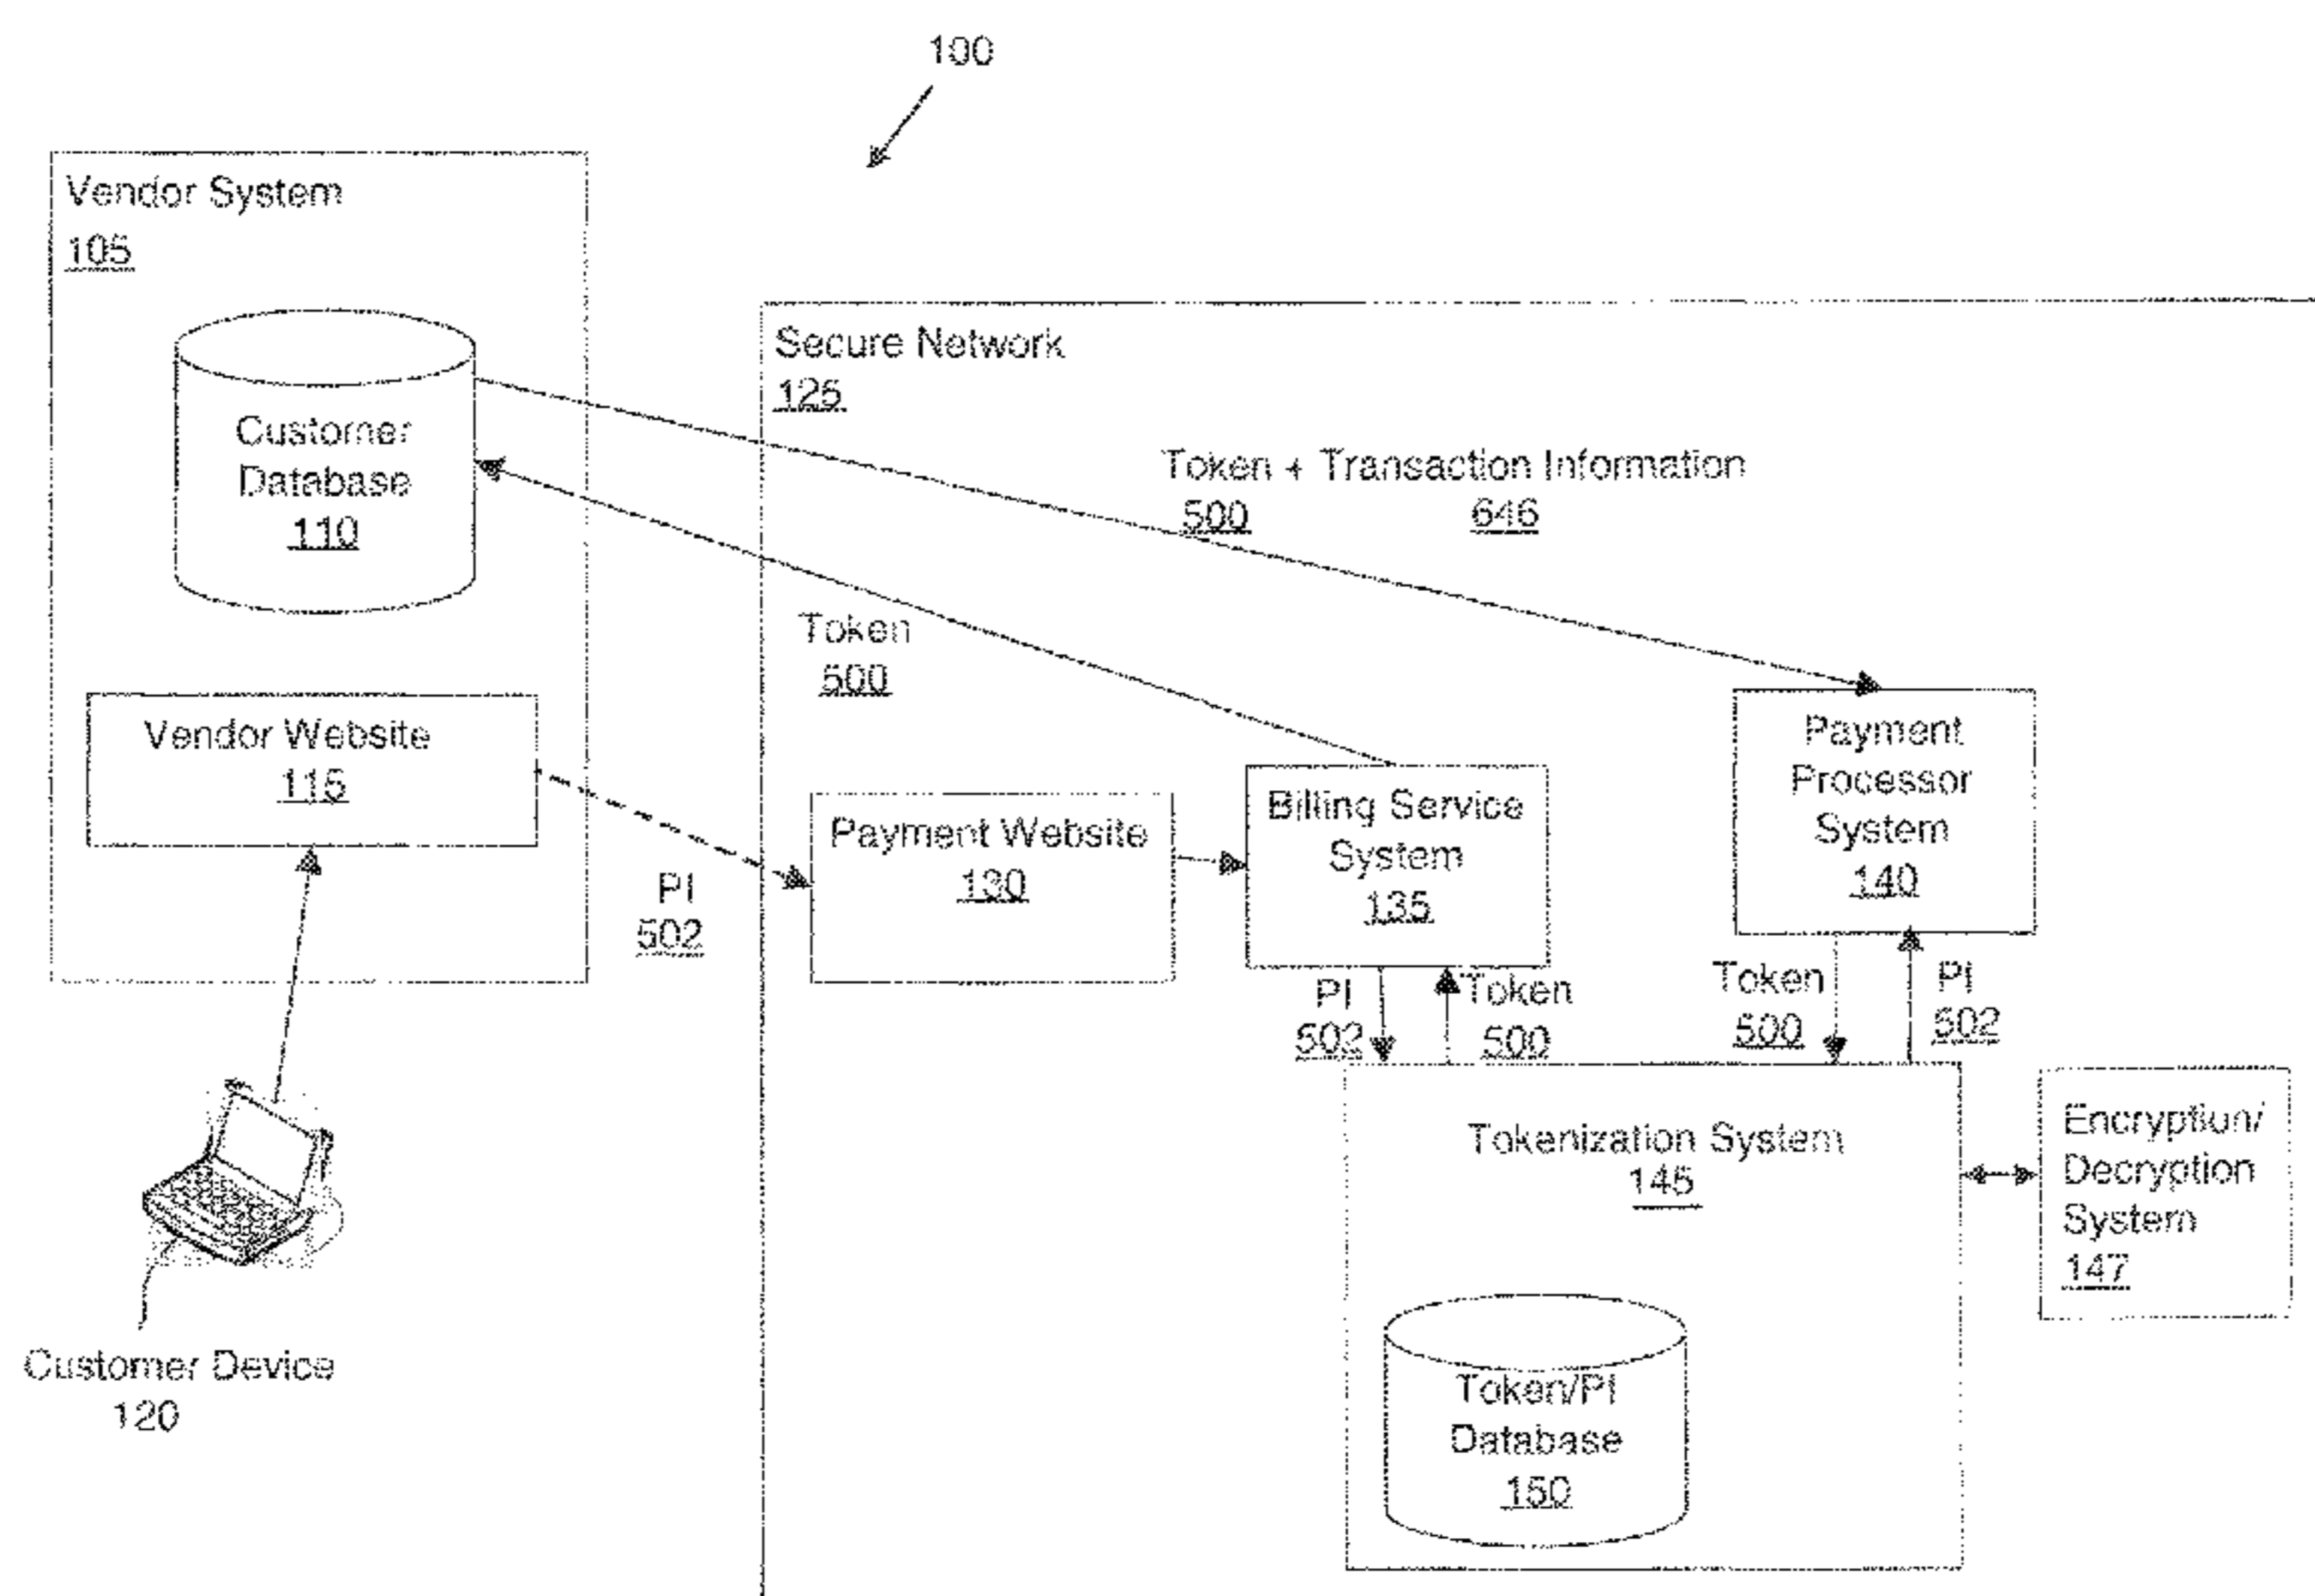 100
Vendor System
105
Customer
Database
110
Vendor Website
115
Customer Device
120
Secure Network
125
Token + Transaction Information
500 646
Token
500
PI
502
Payment Website
130
Billing Service
System
135
Payment
Processor
System
140
PI
502
Token
500
Token
500
PI
502
Tokenization System
145
Encryption/
Decryption
System
147
Token/PI
Database
150